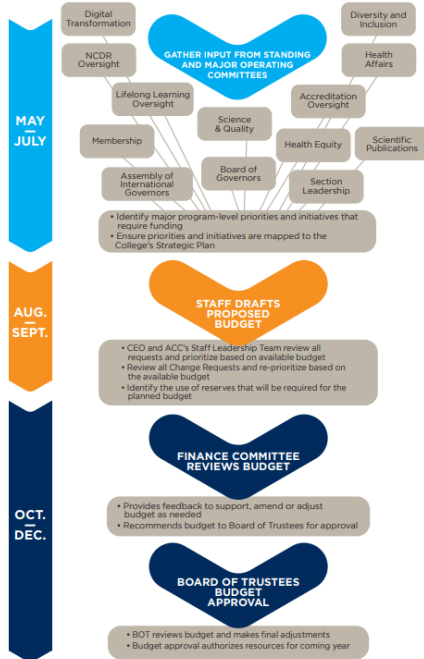 Digital
Transformation
Diversity and
Inclusion
GATHER INPUT FROM STANDING
AND MAJOR OPERATING
COMMITTEES
NCDR
Oversight
Health
Affairs
Lifelong Learning
Oversight
Accreditation
Oversight
Science
& Quality
MAY
—
JULY
Membership
Health Equity
Scientific
Publications
Assembly of
International
Governors
Board of
Governors
Section
Leadership
• Identify major program-level priorities and initiatives that
require funding
• Ensure priorities and initiatives are mapped to the
College's Strategic Plan
AUG.
—
SEPT.
STAFF DRAFTS
PROPOSED
BUDGET
• CEO and ACC's Staff Leadership Team review all
requests and prioritize based on available budget
• Review all Change Requests and re-prioritize based on
the available budget
• Identify the use of reserves that will be required for the
planned budget
OCT.
—
DEC.
FINANCE COMMITTEE
REVIEWS BUDGET
• Provides feedback to support, amend or adjust
budget as needed
• Recommends budget to Board of Trustees for approval
BOARD OF TRUSTEES
BUDGET
APPROVAL
• BOT reviews budget and makes final adjustments
• Budget approval authorizes resources for coming year